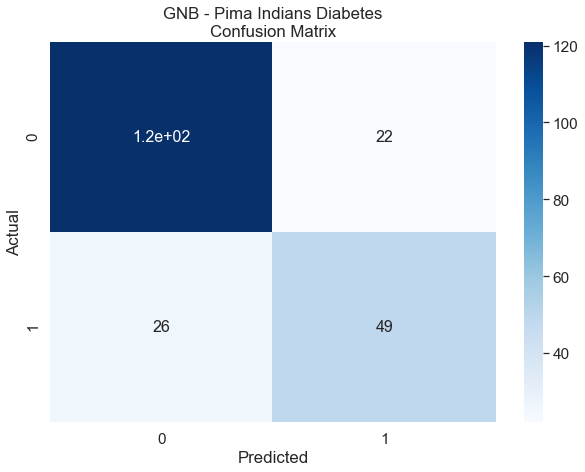 GNB - Pima Indians Diabetes
Confusion Matrix
120
0
1.2e+02
22
100
80
Actual
60
1
26
49
40
0
1
Predicted